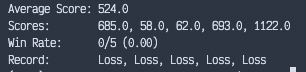 Average Score: 524.0
Scores: 685.0, 58.0, 62.0, 693.0, 1122.0
Win Rate: 0/5 (0.00)
Record: Loss, Loss, Loss, Loss, Loss